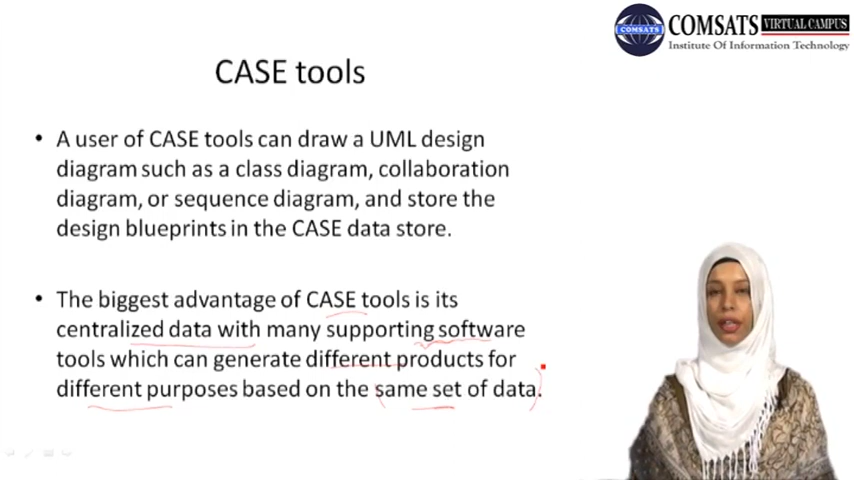 COMSATS
COMSATS VIRTUAL CAMPUS
Institute Of Information Technology
CASE tools
• A user of CASE tools can draw a UML design
diagram such as a class diagram, collaboration
diagram, or sequence diagram, and store the
design blueprints in the CASE data store.
• The biggest advantage of CASE tools is its
centralized data with many supporting software
tools which can generate different products for
different purposes based on the same set of data.